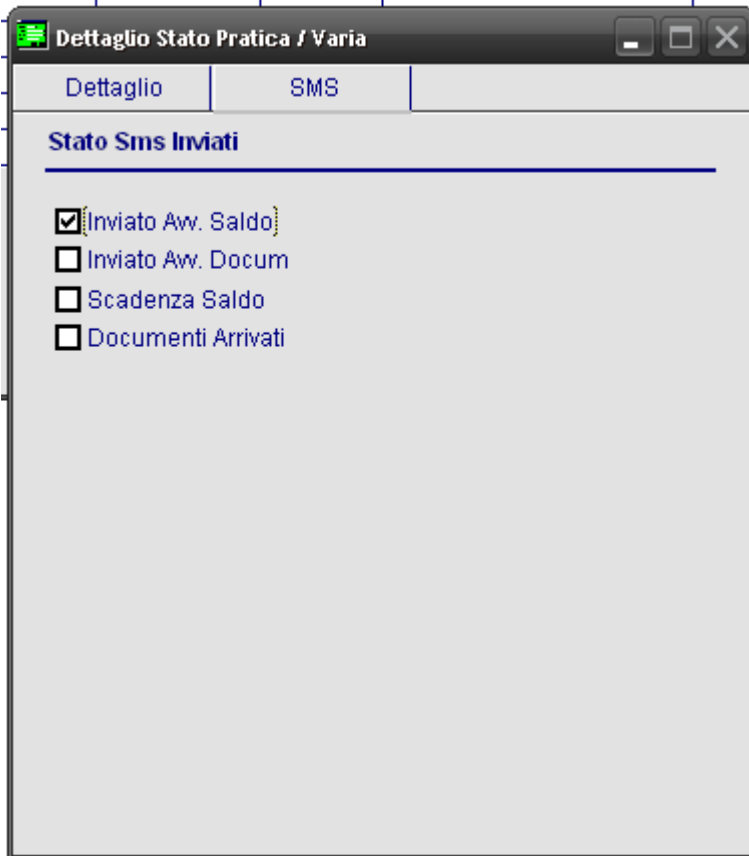 Dettaglio Stato Pratica / Varia
Dettaglio SMS
Stato Sms Inviati
Inviato Avv. Saldo
Inviato Avv. Docum
Scadenza Saldo
Documenti Arrivati